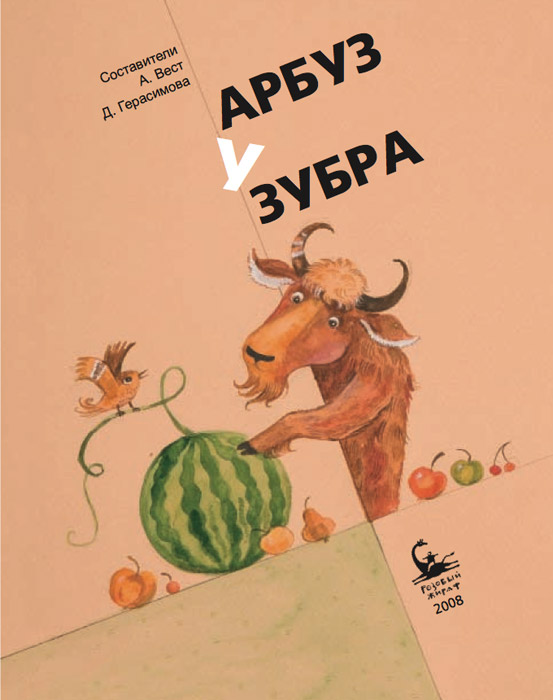 Составители
А. Вест
Д. Герасимова
АРБУЗ
У
ЗУБРА
РОЗОВЫЙ
ЖИРАФ
2008